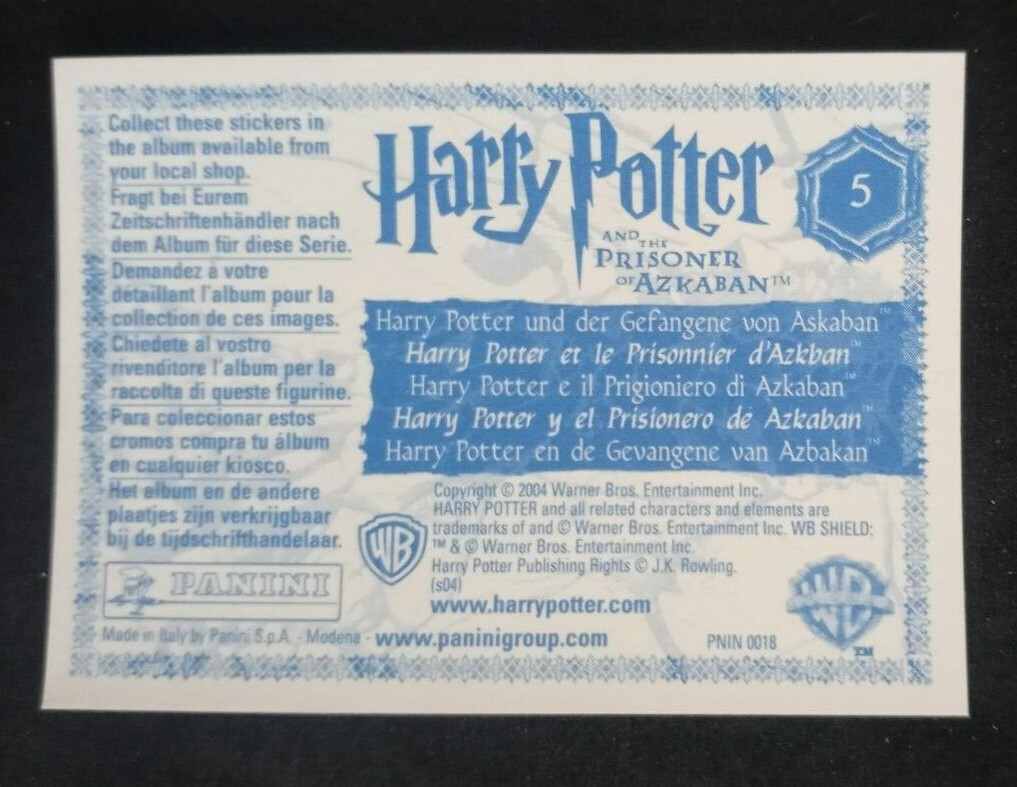 Collect these stickers in
the album available from
your local shop.
Fragt bei Eurem
Zeitschriftenhändler nach
dem Album für diese Serie.
Demandez à votre
détaillant l'album pour la
collection de ces images.
Chiedete al vostro
rivenditore l'album per la
raccolta di queste figurine.
Para coleccionar estos
cromos compra tu álbum
en cualquier kiosco.
Het album en de andere
plaatjes zijn verkrijgbaar
bij de tijdschrifthandelaar.
PANINI
Harry Potter
AND THE
PRISONER
OF AZKABAN™
5
Harry Potter und der Gefangene von Askaban™
Harry Potter et le Prisonnier d'Azkban™
Harry Potter e il Prigioniero di Azkaban™
Harry Potter y el Prisionero de Azkaban™
Harry Potter en de Gevangene van Azbakan™
Copyright © 2004 Warner Bros. Entertainment Inc.
HARRY POTTER and all related characters and elements are
trademarks of and © Warner Bros. Entertainment Inc. WB SHIELD:
™ & © Warner Bros. Entertainment Inc.
Harry Potter Publishing Rights © J.K. Rowling.
(s04)
WB
www.harrypotter.com
WB
TM
Made in Italy by Panini S.p.A. - Modena - www.paninigroup.com
PNIN 0018